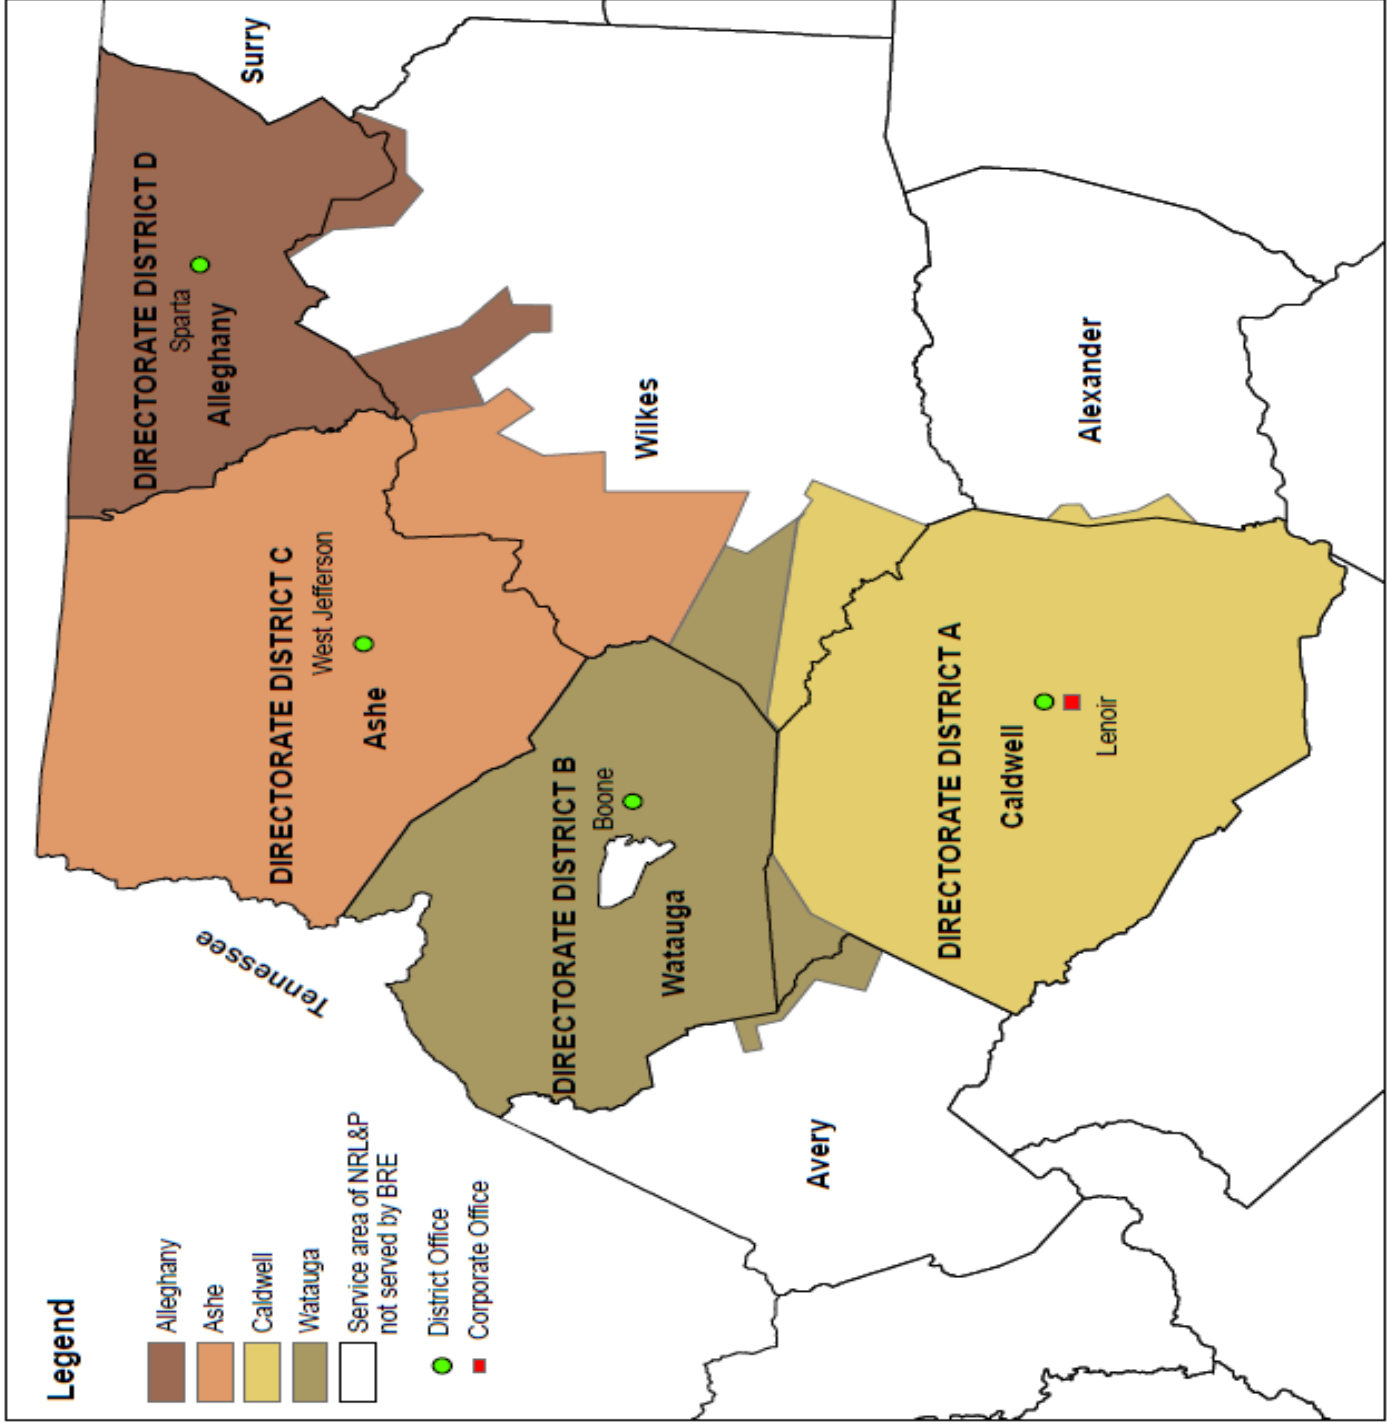 Legend
Alleghany
Ashe
Caldwell
Watauga
Service area of NRL&P
not served by BRE
District Office
Corporate Office
Tennessee
DIRECTORATE DISTRICT D
Sparta
Alleghany
Surry
DIRECTORATE DISTRICT C
West Jefferson
Ashe
DIRECTORATE DISTRICT B
Boone
Watauga
Wilkes
Avery
DIRECTORATE DISTRICT A
Caldwell
Lenoir
Alexander